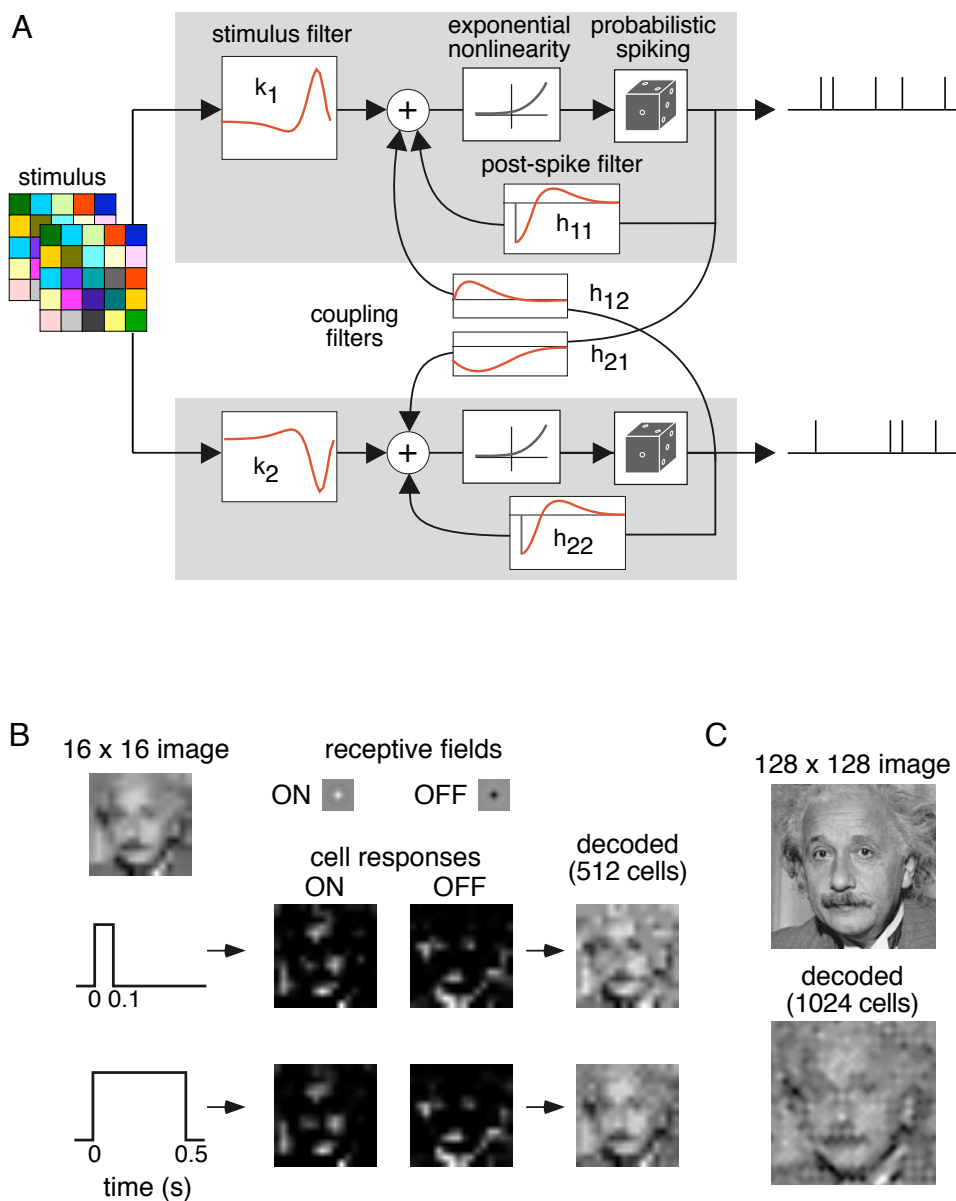 A
stimulus filter
exponential
nonlinearity
probabilistic
spiking
k1
+
post-spike filter
h11
stimulus
h12
coupling
filters
h21
k2
+
h22
B
16 x 16 image
receptive fields
ON
OFF
cell responses
ON
OFF
decoded
(512 cells)
0
0.1
0
0.5
time (s)
C
128 x 128 image
decoded
(1024 cells)